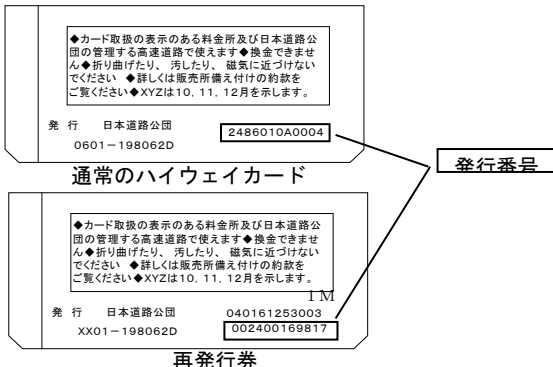 ◆カード取扱の表示のある料金所及び日本道路公
団の管理する高速道路で使えます◆換金できませ
ん◆折り曲げたり、汚したり、磁気に近づけない
でください ◆詳しくは販売所備え付けの約款を
ご覧ください◆XYZは10，11，12月を示します。
発 行 日本道路公団
2486010A0004
0601－198062D
通常のハイウェイカード
発行番号
◆カード取扱の表示のある料金所及び日本道路公
団の管理する高速道路で使えます◆換金できませ
ん◆折り曲げたり、汚したり、磁気に近づけない
でください ◆詳しくは販売所備え付けの約款を
ご覧ください◆XYZは10，11，12月を示します。
1M
発 行 日本道路公団 040161253003
XX01－198062D 002400169817
再発行券